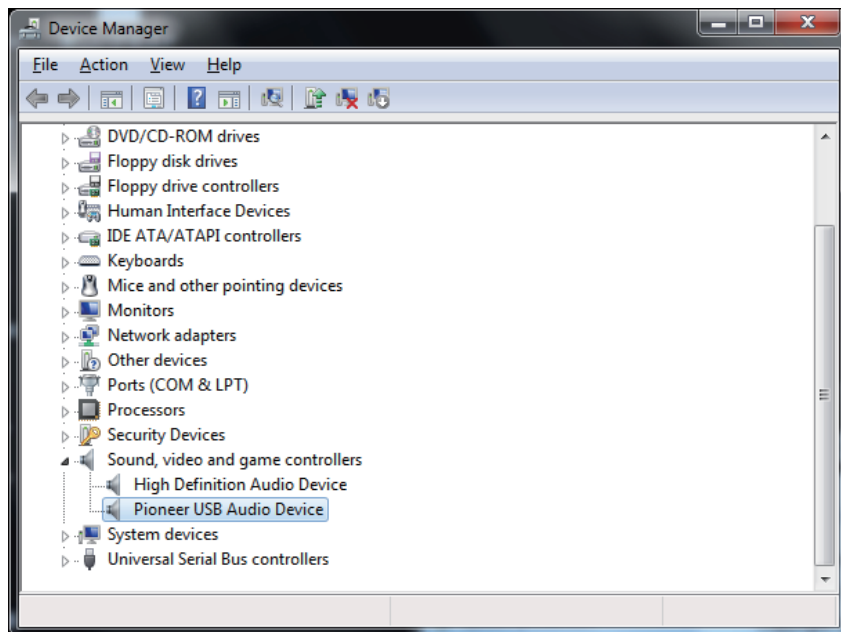 Device Manager
File Action View Help
DVD/CD-ROM drives
Floppy disk drives
Floppy drive controllers
Human Interface Devices
IDE ATA/ATAPI controllers
Keyboards
Mice and other pointing devices
Monitors
Network adapters
Other devices
Ports (COM & LPT)
Processors
Security Devices
Sound, video and game controllers
High Definition Audio Device
Pioneer USB Audio Device
System devices
Universal Serial Bus controllers